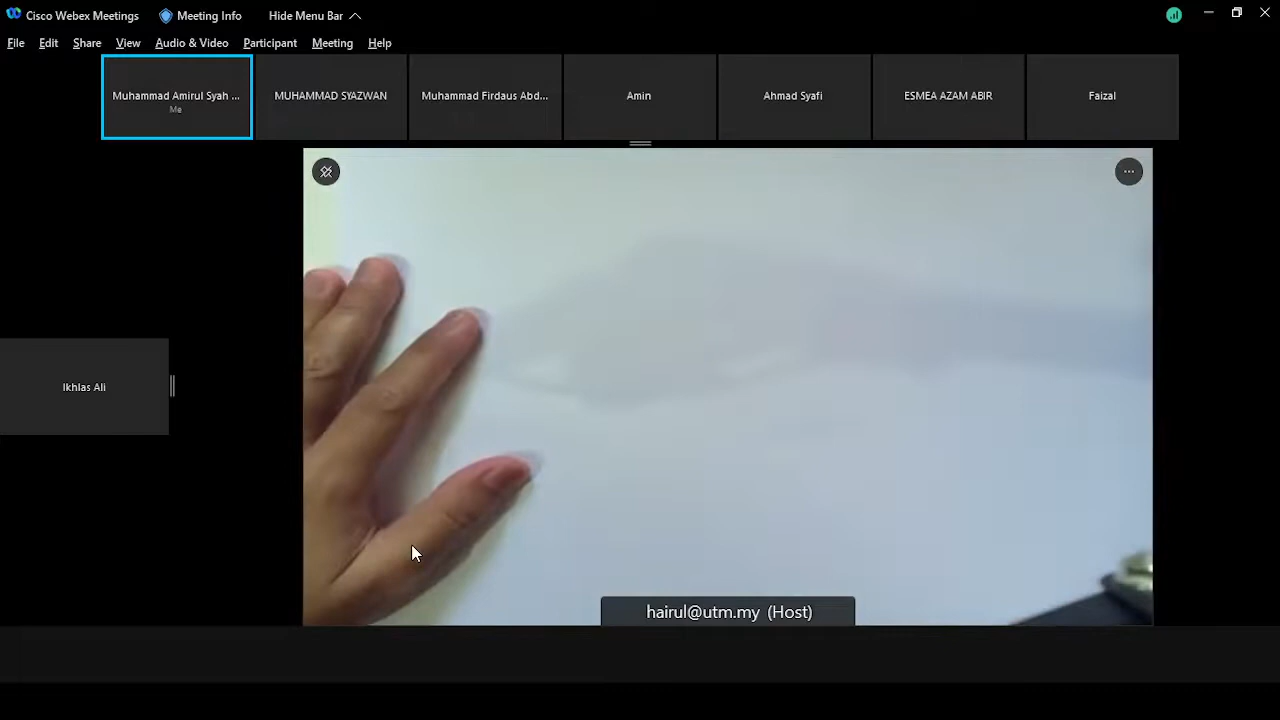 Cisco Webex Meetings Meeting Info Hide Menu Bar
File Edit Share View Audio & Video Participant Meeting Help
Muhammad Amirul Syah ... MUHAMMAD SYAZWAN Muhammad Firdaus Abd... Amin Ahmad Syafi ESMEA AZAM ABIR Faizal
Me
Ikhlas Ali
hairul@utm.my (Host)